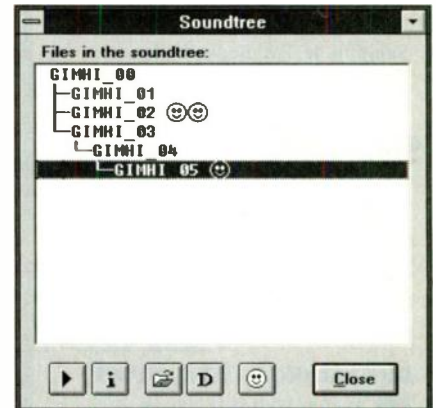 Soundtree
Files in the soundtree:
GIMHI_00
GIMHI_01
GIMHI_02
GIMHI_03
GIMHI_04
GIMHI_05
i D Close